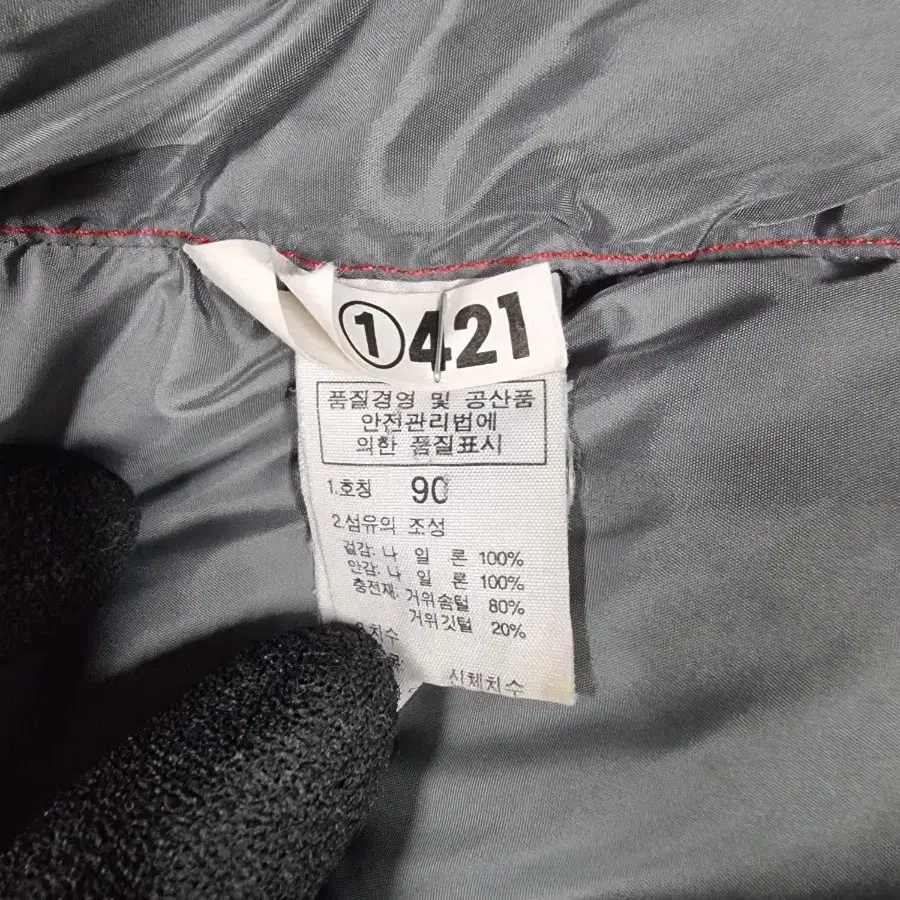 ①421
품질경영 및 공산품
안전관리법에
의한 품질표시
1.호칭 90
2.섬유의 조성
겉감: 나 일 론 100%
안감: 나 일 론 100%
충전재: 거위솜털 80%
거위깃털 20%
치수
신체치수